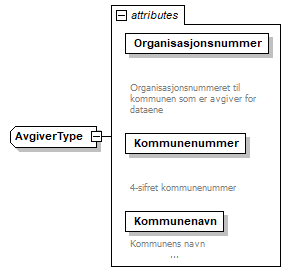 attributes
Organisasjonsnummer
Organisasjonsnummeret til
kommunen som er avgiver for
dataene
AvgiverType
Kommunenummer
4-sifret kommunenummer
Kommunenavn
Kommunens navn
...